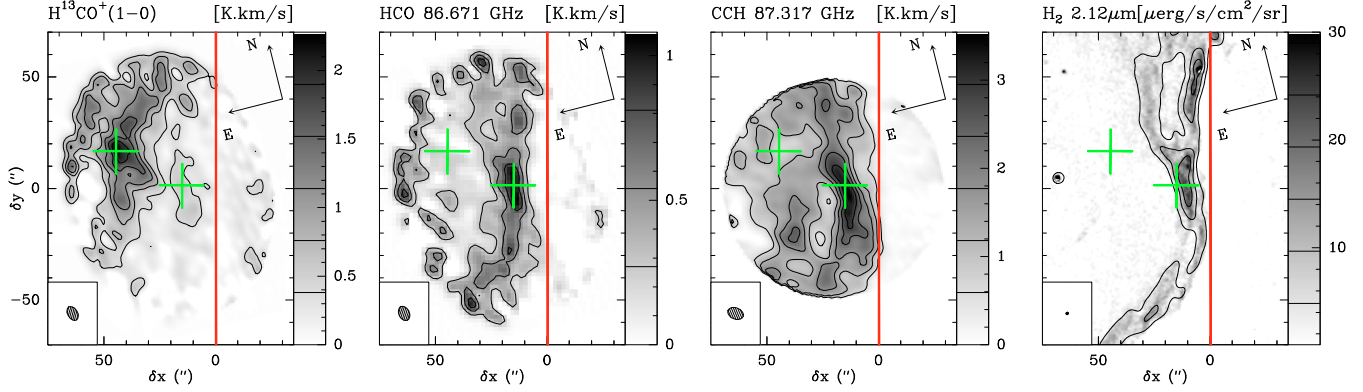 H¹³CO⁺(1-0) [K.km/s]
HCO 86.671 GHz [K.km/s]
CCH 87.317 GHz [K.km/s]
H₂ 2.12μm[μerg/s/cm²/sr]
N
E
50
0
-50
δy (″)
50
0
δx (″)
2
1.5
1
0.5
0
N
E
50
0
δx (″)
1
0.5
0
N
E
50
0
δx (″)
3
2
1
0
N
E
50
0
δx (″)
30
20
10